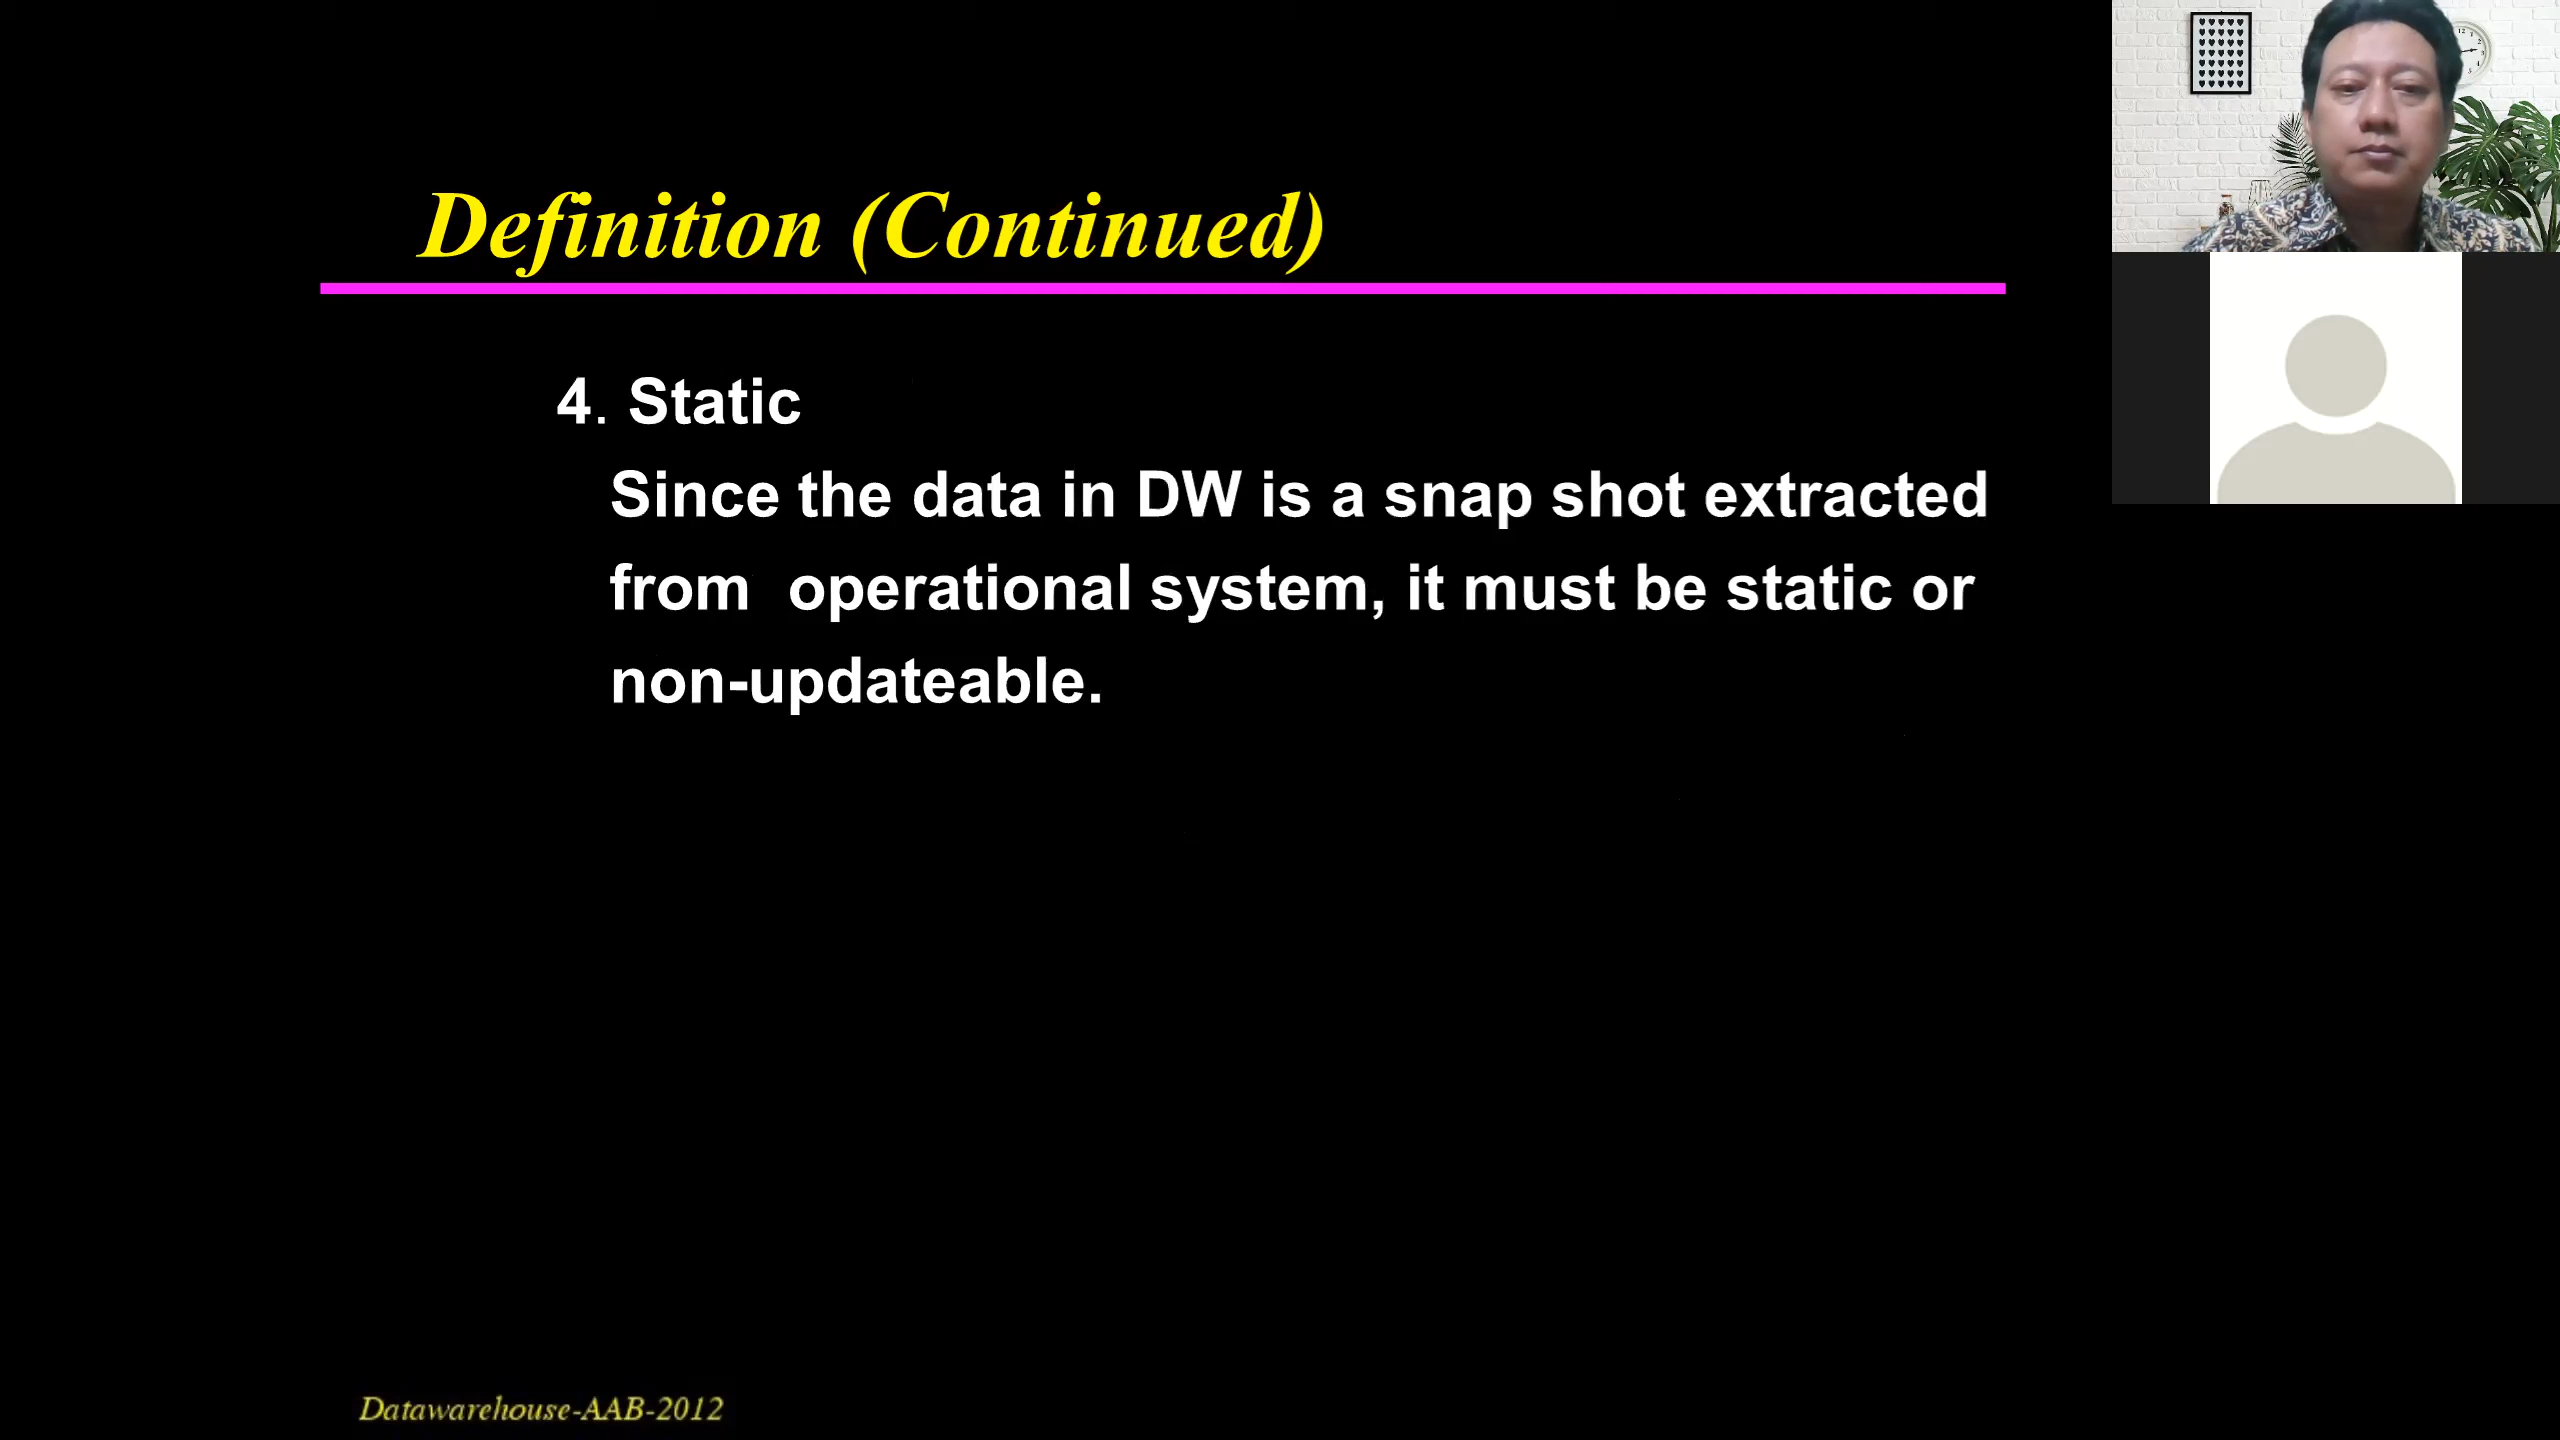 Definition (Continued)
4. Static
Since the data in DW is a snap shot extracted
from operational system, it must be static or
non-updateable.
Datawarehouse-AAB-2012